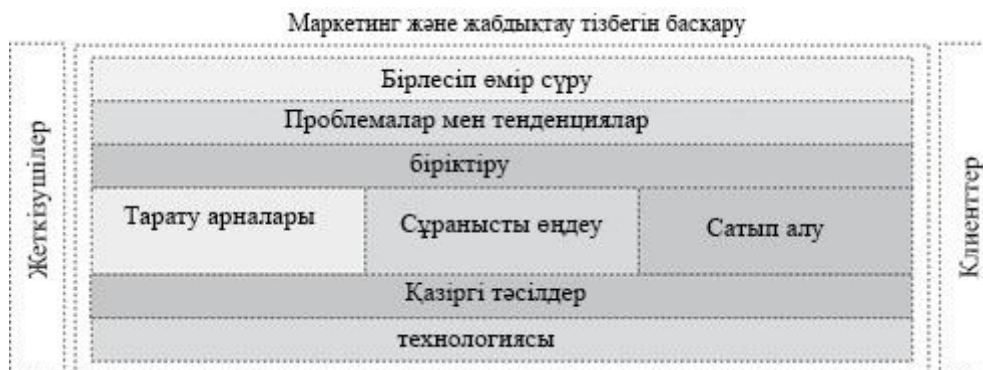 Маркетинг және жабдықтау тізбегін басқару
Жеткізушілер
Бірлесіп өмір сүру
Проблемалар мен тенденциялар
біріктіру
Тарату арналары
Сұранысты өңдеу
Сатып алу
Қазіргі тәсілдер
технологиясы
Клиенттер